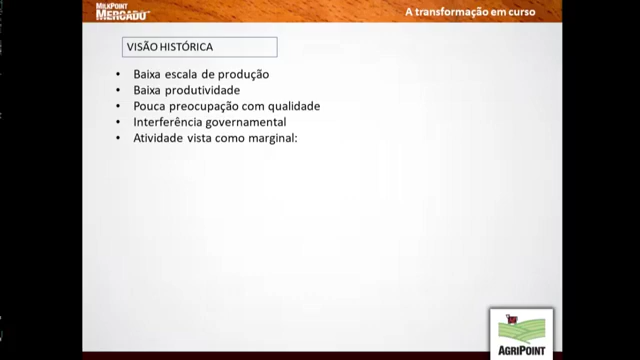 MILKPOINT
MERCADO
A transformação em curso
VISÃO HISTÓRICA
• Baixa escala de produção
• Baixa produtividade
• Pouca preocupação com qualidade
• Interferência governamental
• Atividade vista como marginal:
AGRIPOINT